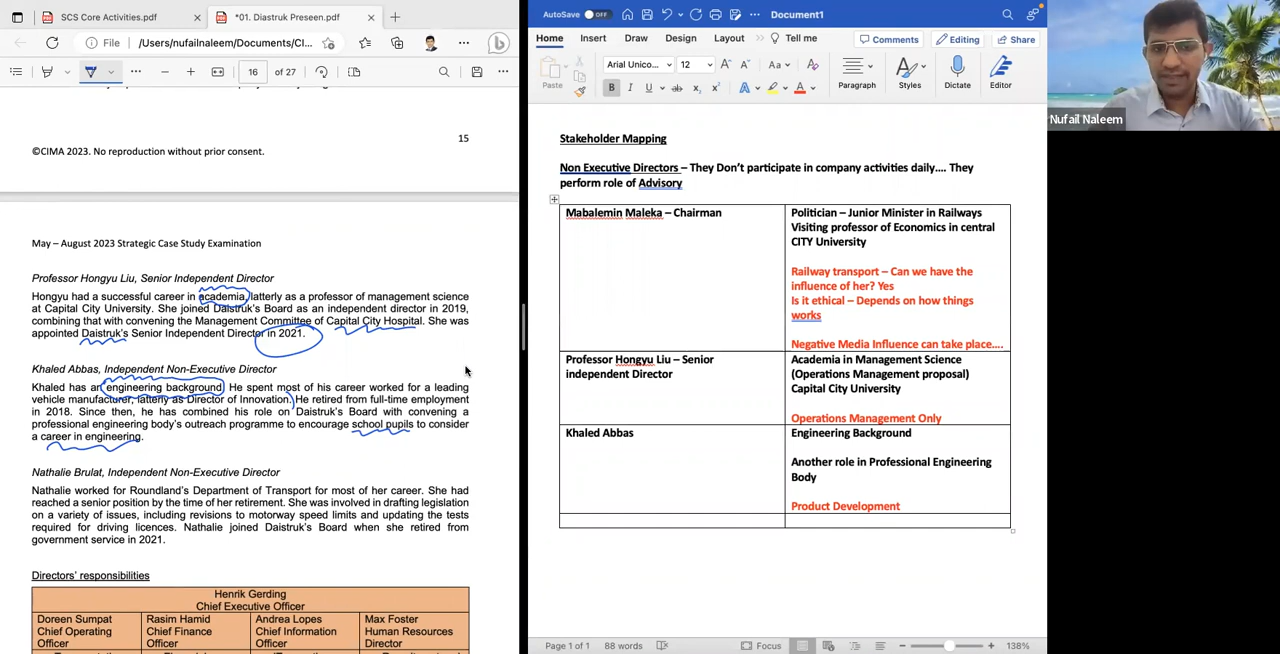 SCS Core Activities.pdf
*01. Diastruk Preseen.pdf
File
/Users/nufailnaleem/Documents/CI...
16 of 27
15
©CIMA 2023. No reproduction without prior consent.
May – August 2023 Strategic Case Study Examination
Professor Hongyu Liu, Senior Independent Director
Hongyu had a successful career in academia, latterly as a professor of management science
at Capital City University. She joined Daistruk's Board as an independent director in 2019,
combining that with convening the Management Committee of Capital City Hospital. She was
appointed Daistruk's Senior Independent Director in 2021.
Khaled Abbas, Independent Non-Executive Director
Khaled has an engineering background. He spent most of his career worked for a leading
vehicle manufacturer, latterly as Director of Innovation. He retired from full-time employment
in 2018. Since then, he has combined his role on Daistruk's Board with convening a
professional engineering body's outreach programme to encourage school pupils to consider
a career in engineering.
Nathalie Brulat, Independent Non-Executive Director
Nathalie worked for Roundland's Department of Transport for most of her career. She had
reached a senior position by the time of her retirement. She was involved in drafting legislation
on a variety of issues, including revisions to motorway speed limits and updating the tests
required for driving licences. Nathalie joined Daistruk's Board when she retired from
government service in 2021.
Directors' responsibilities
Henrik Gerding
Chief Executive Officer
Doreen Sumpat
Chief Operating
Officer
Rasim Hamid
Chief Finance
Officer
Andrea Lopes
Chief Information
Officer
Max Foster
Human Resources
Director
AutoSave OFF
Document1
Home Insert Draw Design Layout Tell me
Comments Editing Share
Paste
Arial Unico... 12
B I U ab x₂ x²
Paragraph Styles Dictate Editor
Stakeholder Mapping
Non Executive Directors – They Don't participate in company activities daily.... They
perform role of Advisory
Mabalemin Maleka – Chairman
Politician – Junior Minister in Railways
Visiting professor of Economics in central
CITY University
Railway transport – Can we have the
influence of her? Yes
Is it ethical – Depends on how things
works
Negative Media Influence can take place....
Professor Hongyu Liu – Senior
independent Director
Academia in Management Science
(Operations Management proposal)
Capital City University
Operations Management Only
Khaled Abbas
Engineering Background
Another role in Professional Engineering
Body
Product Development
Page 1 of 1 88 words
Focus
138%
Nufail Naleem